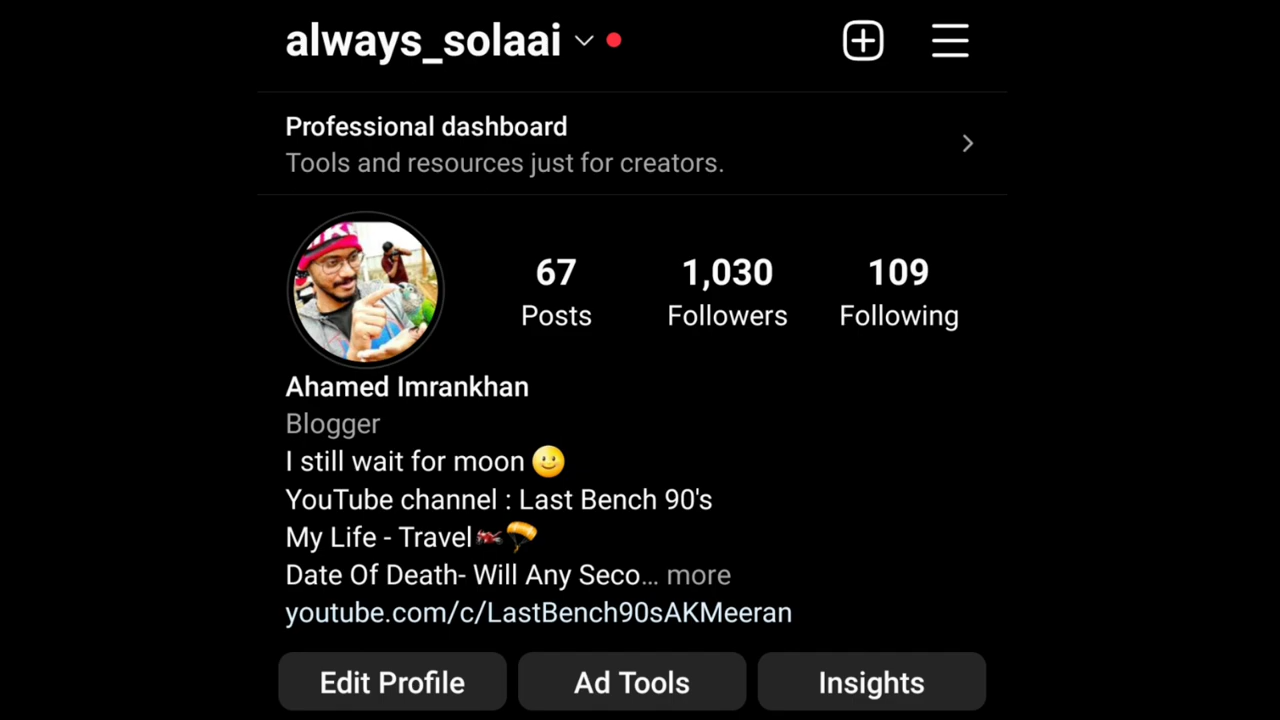 always_solaai
Professional dashboard
Tools and resources just for creators.
67
Posts
1,030
Followers
109
Following
Ahamed Imrankhan
Blogger
I still wait for moon 🌝
YouTube channel : Last Bench 90's
My Life - Travel🏍️🪂
Date Of Death- Will Any Seco... more
youtube.com/c/LastBench90sAKMeeran
Edit Profile
Ad Tools
Insights